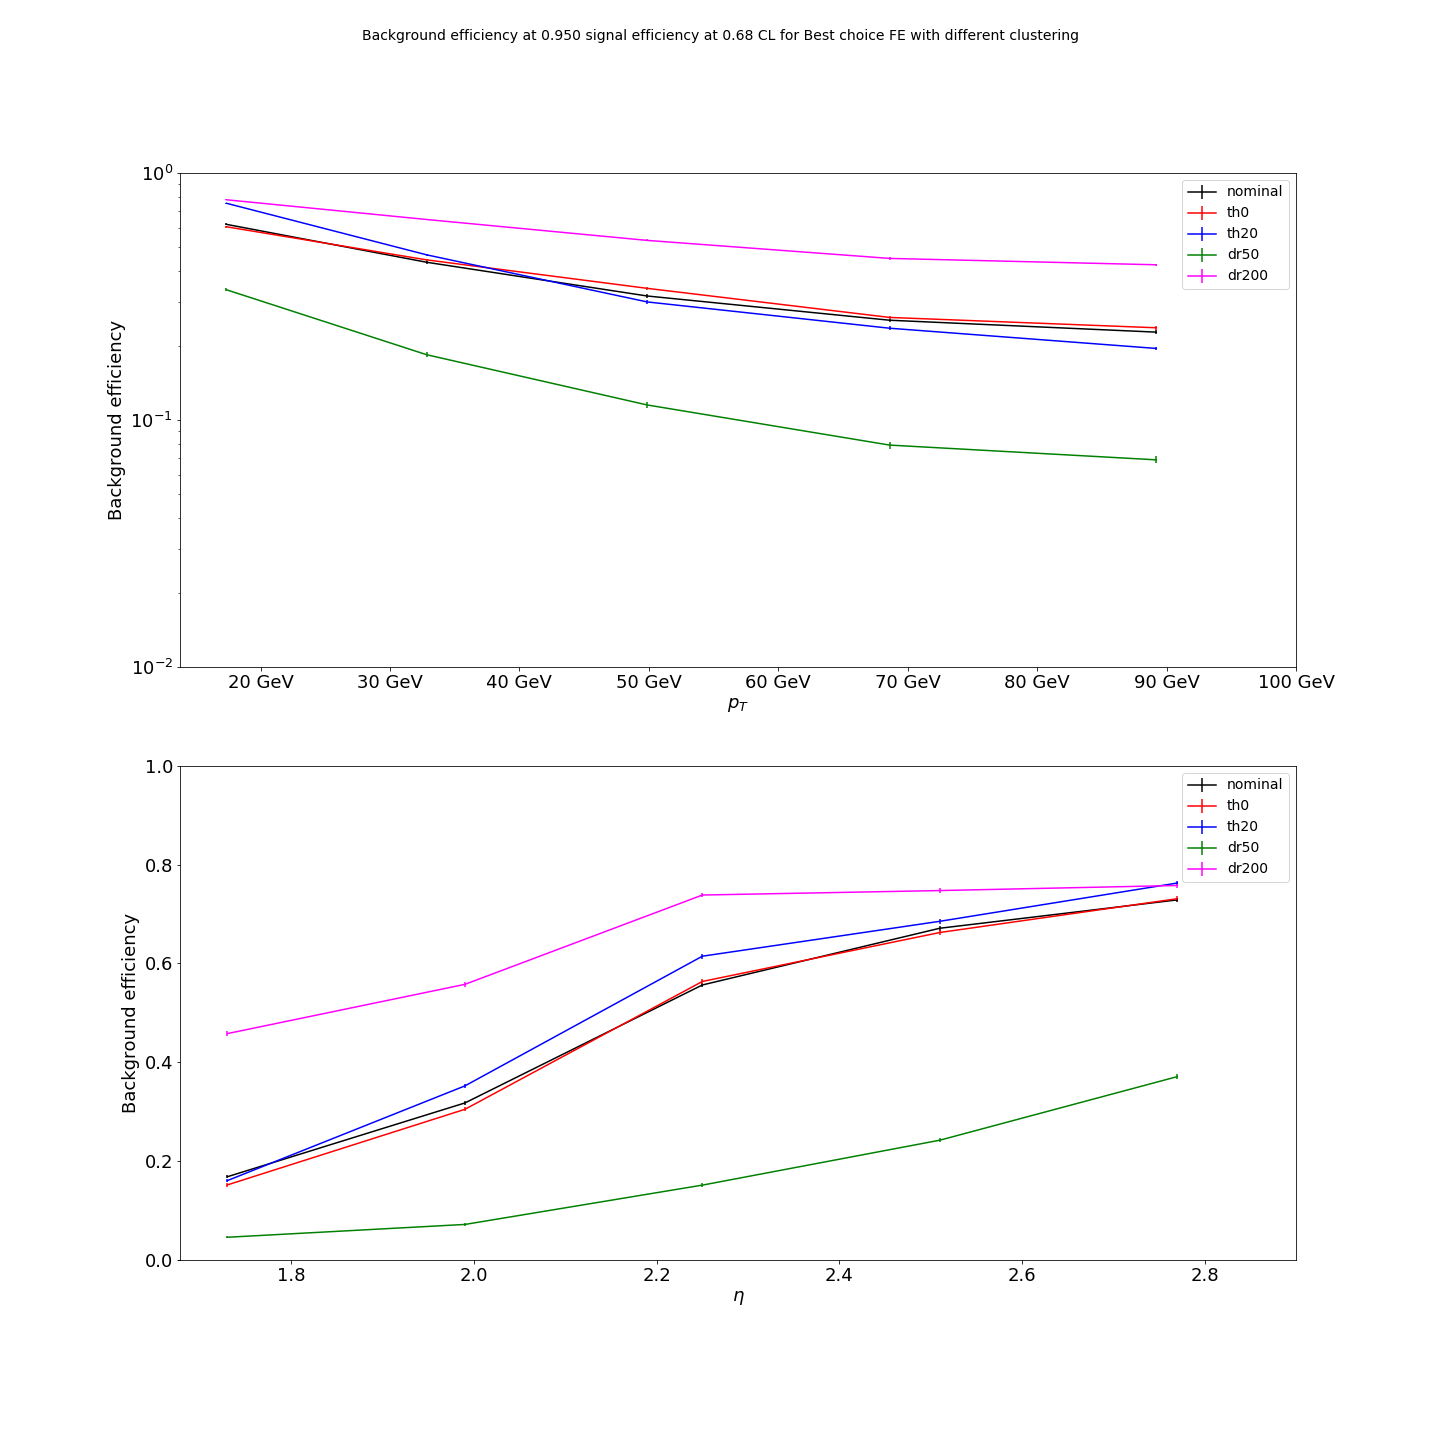 Background efficiency at 0.950 signal efficiency at 0.68 CL for Best choice FE with different clustering
10⁰
10⁻¹
10⁻²
Background efficiency
nominal
th0
th20
dr50
dr200
20 GeV 30 GeV 40 GeV 50 GeV 60 GeV 70 GeV 80 GeV 90 GeV 100 GeV
p_T
1.0
0.8
0.6
0.4
0.2
0.0
Background efficiency
nominal
th0
th20
dr50
dr200
1.8 2.0 2.2 2.4 2.6 2.8
η